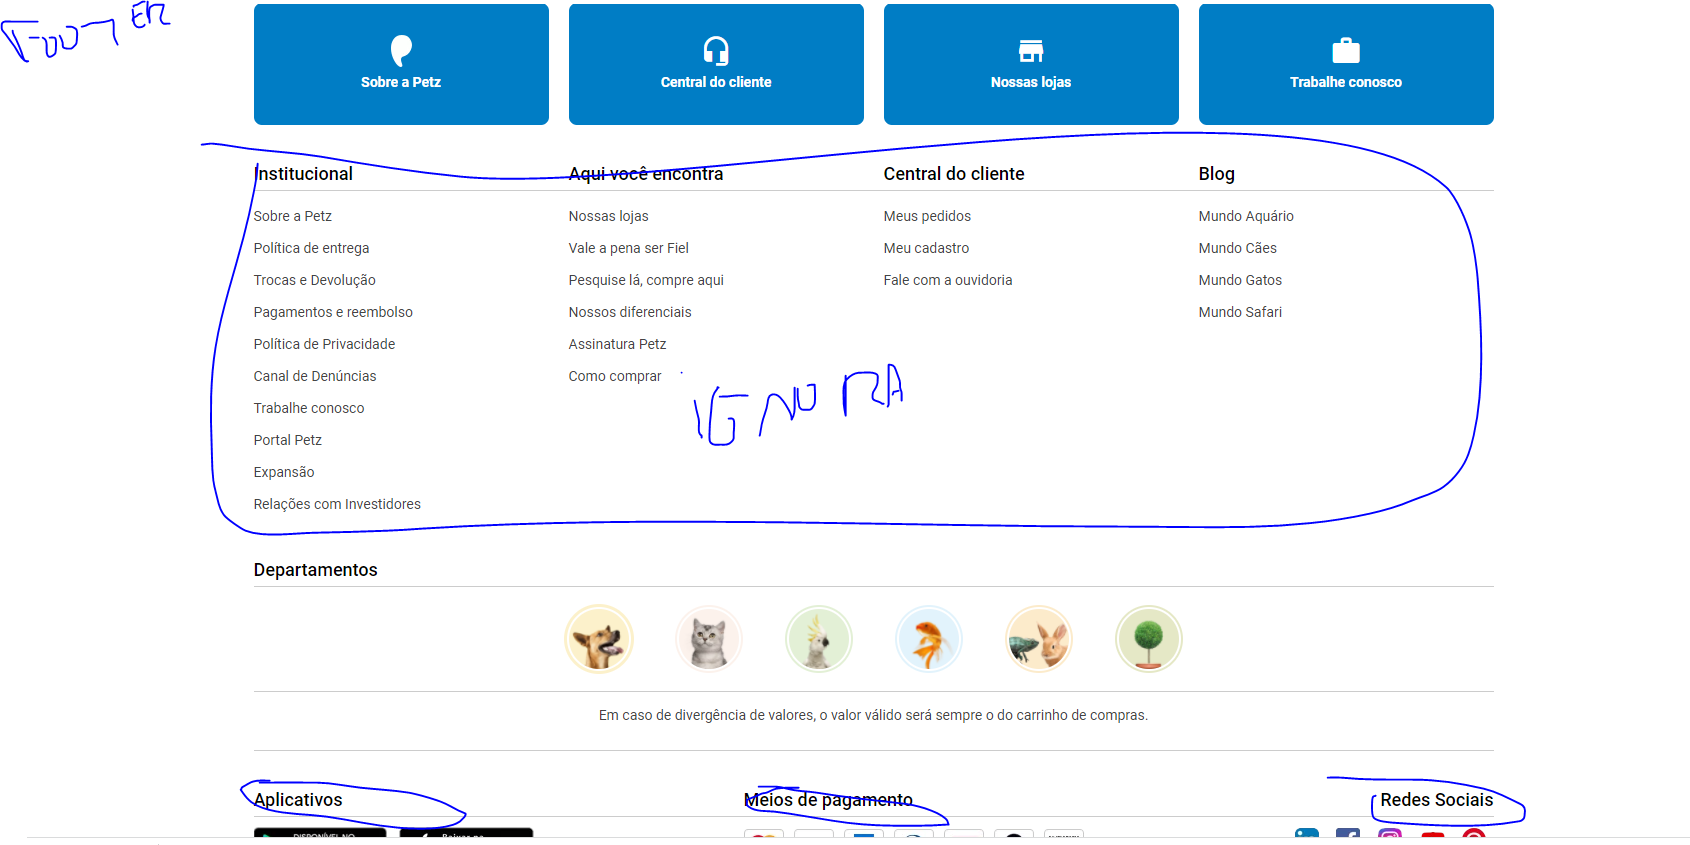 FOOTER
Sobre a Petz
Central do cliente
Nossas lojas
Trabalhe conosco
Institucional
Sobre a Petz
Política de entrega
Trocas e Devolução
Pagamentos e reembolso
Política de Privacidade
Canal de Denúncias
Trabalhe conosco
Portal Petz
Expansão
Relações com Investidores
Aqui você encontra
Nossas lojas
Vale a pena ser Fiel
Pesquise lá, compre aqui
Nossos diferenciais
Assinatura Petz
Como comprar
Central do cliente
Meus pedidos
Meu cadastro
Fale com a ouvidoria
Blog
Mundo Aquário
Mundo Cães
Mundo Gatos
Mundo Safari
IGNORA
Departamentos
Em caso de divergência de valores, o valor válido será sempre o do carrinho de compras.
Aplicativos
DISPONÍVEL NO
Baixar na
Meios de pagamento
Redes Sociais